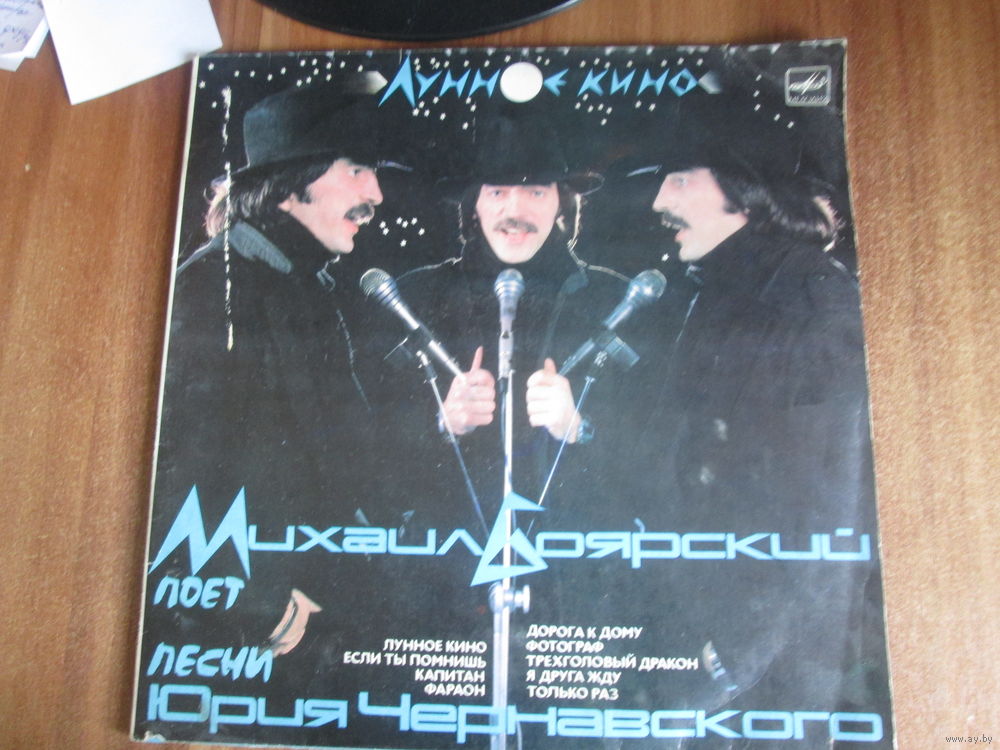 Лунное кино
Михаил Боярский
поет
песни
Юрия Чернавского
ЛУННОЕ КИНО
ЕСЛИ ТЫ ПОМНИШЬ
КАПИТАН
ФАРАОН
ДОРОГА К ДОМУ
ФОТОГРАФ
ТРЕХГОЛОВЫЙ ДРАКОН
Я ДРУГА ЖДУ
ТОЛЬКО РАЗ
www.ay.by